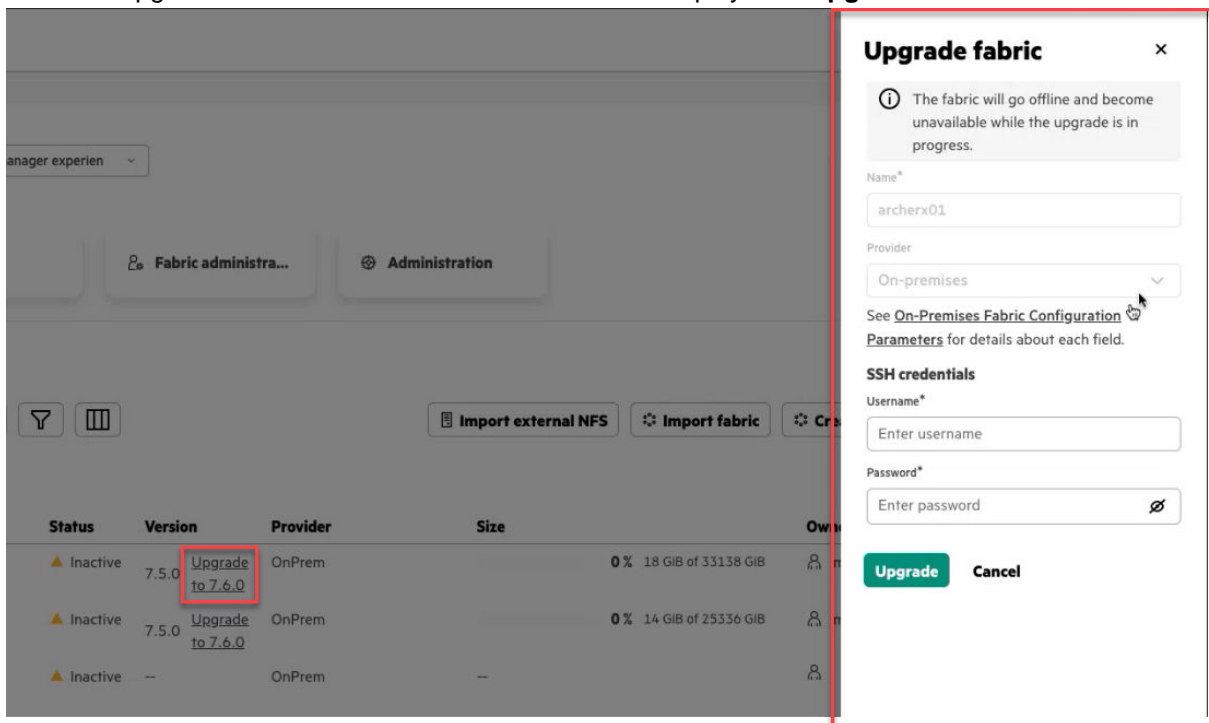 Upgrade fabric
The fabric will go offline and become
unavailable while the upgrade is in
progress.
Name*
archerx01
Provider
On-premises
See On-Premises Fabric Configuration
Parameters for details about each field.
SSH credentials
Username*
Enter username
Password*
Enter password
Upgrade Cancel
anager experien
Fabric administra... Administration
Import external NFS Import fabric Cre
Status Version Provider Size Own
Inactive 7.5.0 Upgrade to 7.6.0 OnPrem 0 % 18 GiB of 33138 GiB
Inactive 7.5.0 Upgrade to 7.6.0 OnPrem 0 % 14 GiB of 25336 GiB
Inactive -- OnPrem --